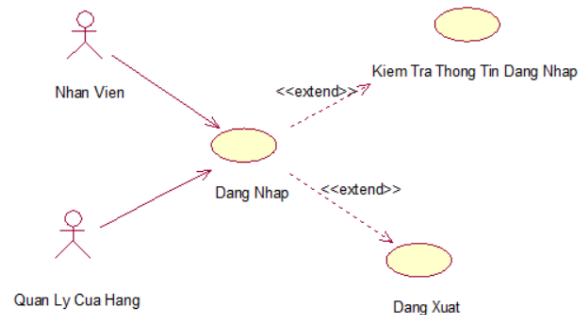 Kiem Tra Thong Tin Dang Nhap
Nhan Vien
<<extend>>
Dang Nhap
<<extend>>
Quan Ly Cua Hang
Dang Xuat